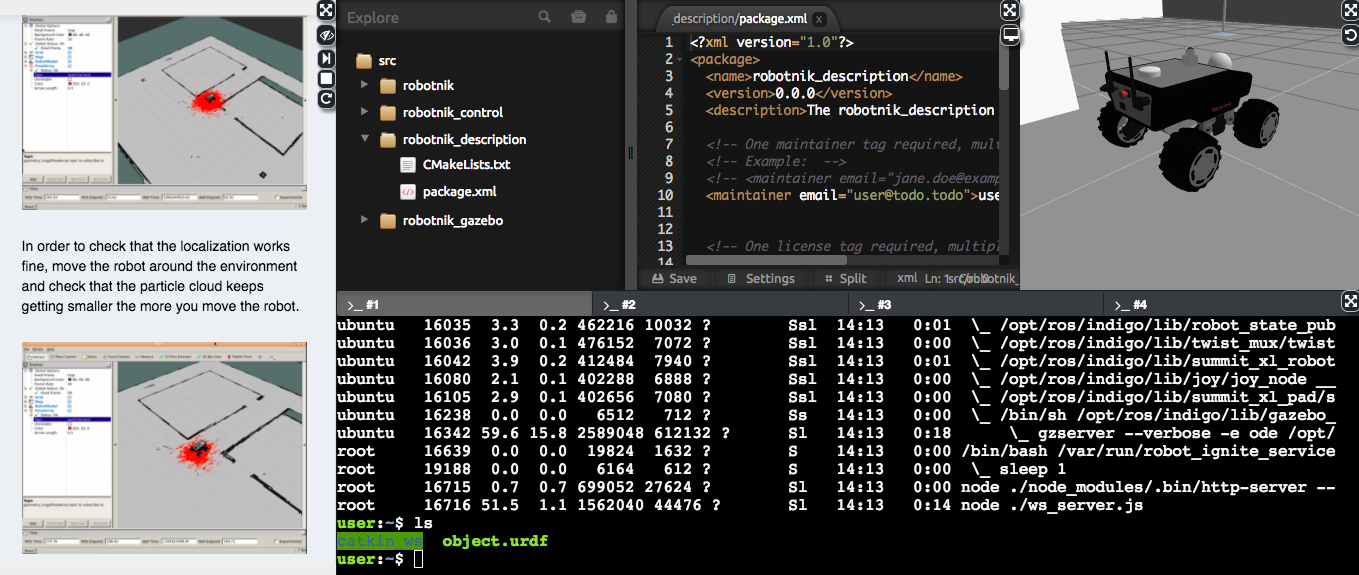 In order to check that the localization works
fine, move the robot around the environment
and check that the particle cloud keeps
getting smaller the more you move the robot.
Explore
src
robotnik
robotnik_control
robotnik_description
CMakeLists.txt
package.xml
robotnik_gazebo
_description/package.xml x
1 <?xml version="1.0"?>
2 <package>
3 <name>robotnik_description</name>
4 <version>0.0.0</version>
5 <description>The robotnik_description
6
7 <!-- One maintainer tag required, mult
8 <!-- Example: -->
9 <!-- <maintainer email="jane.doe@examp
10 <maintainer email="user@todo.todo">use
11
12
13 <!-- One license tag required, multipl
14
Save Settings Split xml Ln: 1
>_ #1 >_ #2 >_ #3 >_ #4
ubuntu 16035 3.3 0.2 462216 10032 ? Ssl 14:13 0:01 \_ /opt/ros/indigo/lib/robot_state_pub
ubuntu 16036 3.0 0.1 476152 7072 ? Ssl 14:13 0:00 \_ /opt/ros/indigo/lib/twist_mux/twist
ubuntu 16042 3.9 0.2 412484 7940 ? Ssl 14:13 0:01 \_ /opt/ros/indigo/lib/summit_xl_robot
ubuntu 16080 2.1 0.1 402288 6888 ? Ssl 14:13 0:00 \_ /opt/ros/indigo/lib/joy/joy_node __
ubuntu 16105 2.9 0.1 402656 7080 ? Ssl 14:13 0:00 \_ /opt/ros/indigo/lib/summit_xl_pad/s
ubuntu 16238 0.0 0.0 6512 712 ? Ss 14:13 0:00 \_ /bin/sh /opt/ros/indigo/lib/gazebo_
ubuntu 16342 59.6 15.8 2589048 612132 ? Sl 14:13 0:18 \_ gzserver --verbose -e ode /opt/
root 16639 0.0 0.0 19824 1632 ? S 14:13 0:00 /bin/bash /var/run/robot_ignite_service
root 19188 0.0 0.0 6164 612 ? S 14:13 0:00 \_ sleep 1
root 16715 0.7 0.7 699052 27624 ? Sl 14:13 0:00 node ./node_modules/.bin/http-server --
root 16716 51.5 1.1 1562040 44476 ? Sl 14:13 0:14 node ./ws_server.js
user:~$ ls
catkin_ws object.urdf
user:~$